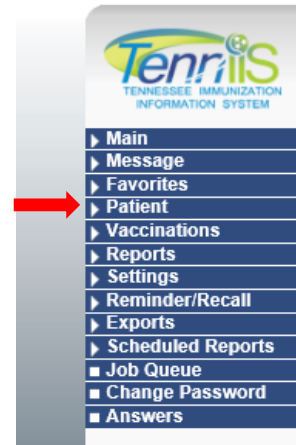 TennIIS
TENNESSEE IMMUNIZATION
INFORMATION SYSTEM
Main
Message
Favorites
Patient
Vaccinations
Reports
Settings
Reminder/Recall
Exports
Scheduled Reports
Job Queue
Change Password
Answers